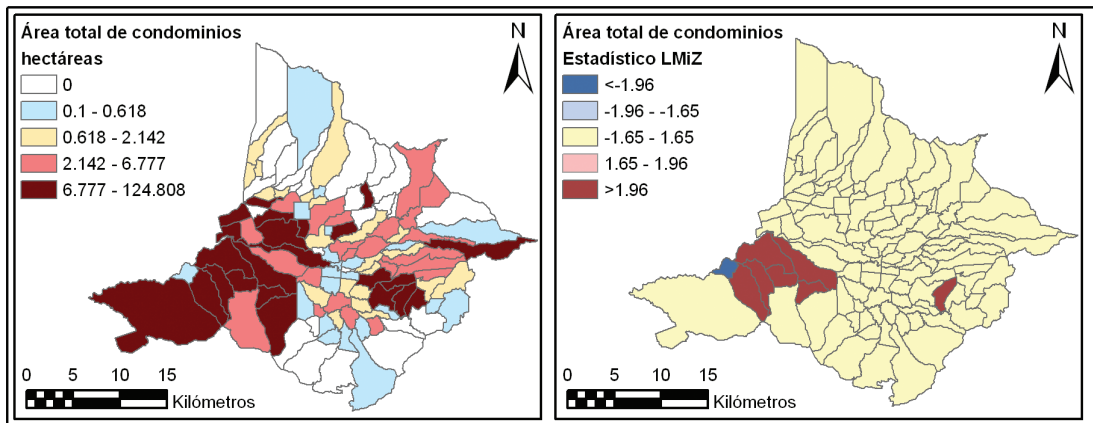 Área total de condominios
hectáreas
0
0.1 - 0.618
0.618 - 2.142
2.142 - 6.777
6.777 - 124.808
N
0 5 10 15
Kilómetros
Área total de condominios
Estadístico LMiZ
<-1.96
-1.96 - -1.65
-1.65 - 1.65
1.65 - 1.96
>1.96
N
0 5 10 15
Kilómetros